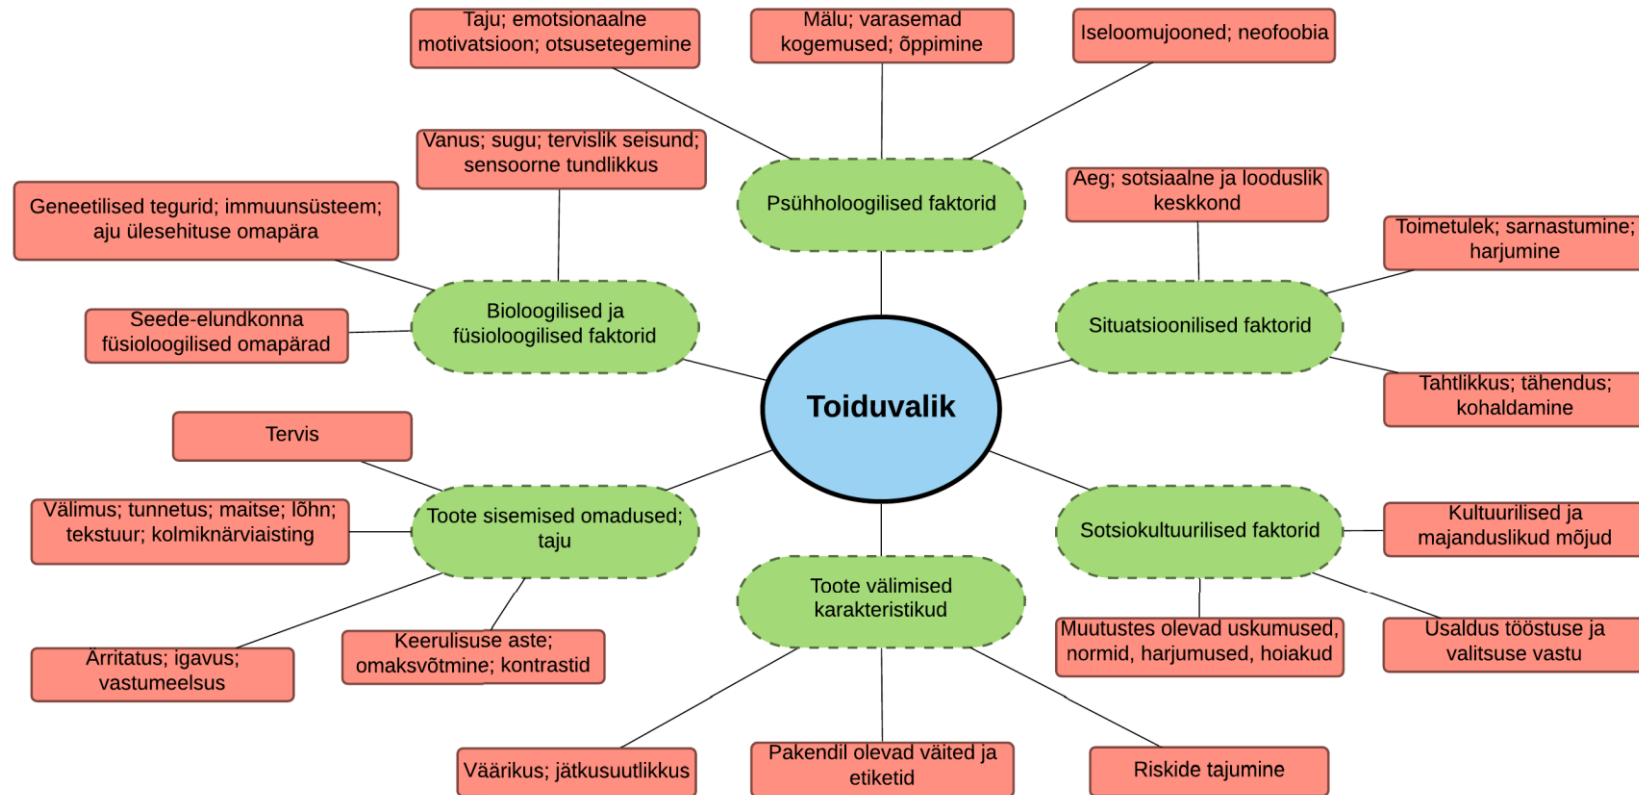 Taju; emotsionaalne
motivatsioon; otsusetegemine
Mälu; varasemad
kogemused; õppimine
Iseloomujooned; neofoobia
Vanus; sugu; tervislik seisund;
sensoorne tundlikkus
Psühholoogilised faktorid
Aeg; sotsiaalne ja looduslik
keskkond
Geneetilised tegurid; immuunsüsteem;
aju ülesehituse omapära
Toimetulek; sarnastumine;
harjumine
Seede-elundkonna
füsioloogilised omapärad
Bioloogilised ja
füsioloogilised faktorid
Situatsioonilised faktorid
Toiduvalik
Tahtlikkus; tähendus;
kohaldamine
Tervis
Välimus; tunnetus; maitse; lõhn;
tekstuur; kolmiknärviaisting
Toote sisemised omadused;
taju
Sotsiokultuurilised faktorid
Kultuurilised ja
majanduslikud mõjud
Toote välimised
karakteristikud
Ärritatus; igavus;
vastumeelsus
Keerulisuse aste;
omaksvõtmine; kontrastid
Muutustes olevad uskumused,
normid, harjumused, hoiakud
Usaldus tööstuse ja
valitsuse vastu
Väärikus; jätkusuutlikkus
Pakendil olevad väited ja
etiketid
Riskide tajumine